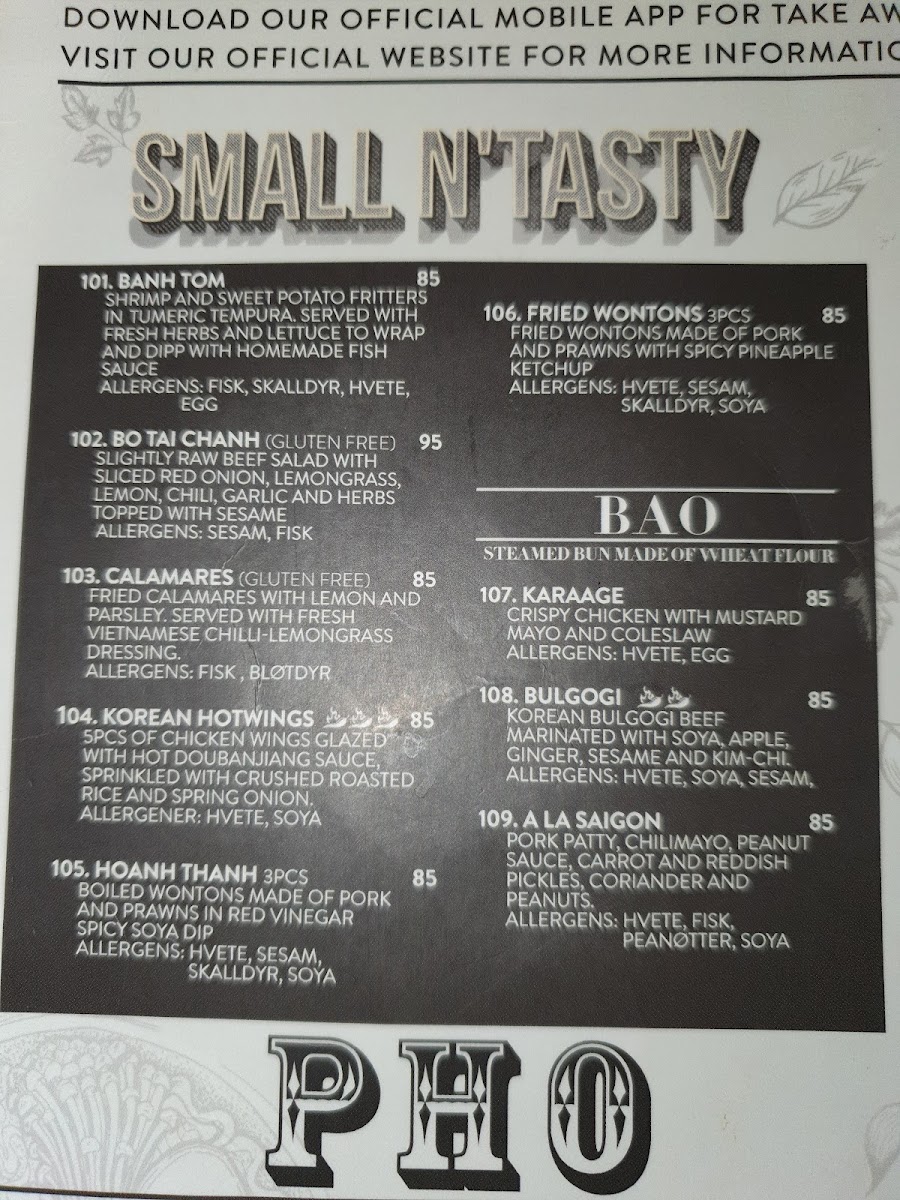 DOWNLOAD OUR OFFICIAL MOBILE APP FOR TAKE AW
VISIT OUR OFFICIAL WEBSITE FOR MORE INFORMATIO
SMALL N'TASTY
101. BANH TOM 85
SHRIMP AND SWEET POTATO FRITTERS
IN TUMERIC TEMPURA. SERVED WITH
FRESH HERBS AND LETTUCE TO WRAP
AND DIPP WITH HOMEMADE FISH
SAUCE
ALLERGENS: FISK, SKALLDYR, HVETE,
EGG
102. BO TAI CHANH (GLUTEN FREE) 95
SLIGHTLY RAW BEEF SALAD WITH
SLICED RED ONION, LEMONGRASS,
LEMON, CHILI, GARLIC AND HERBS
TOPPED WITH SESAME
ALLERGENS: SESAM, FISK
103. CALAMARES (GLUTEN FREE) 85
FRIED CALAMARES WITH LEMON AND
PARSLEY. SERVED WITH FRESH
VIETNAMESE CHILLI-LEMONGRASS
DRESSING.
ALLERGENS: FISK , BLØTDYR
104. KOREAN HOTWINGS 85
5PCS OF CHICKEN WINGS GLAZED
WITH HOT DOUBANJIANG SAUCE,
SPRINKLED WITH CRUSHED ROASTED
RICE AND SPRING ONION.
ALLERGENER: HVETE, SOYA
105. HOANH THANH 3PCS 85
BOILED WONTONS MADE OF PORK
AND PRAWNS IN RED VINEGAR
SPICY SOYA DIP
ALLERGENS: HVETE, SESAM,
SKALLDYR, SOYA
106. FRIED WONTONS 3PCS 85
FRIED WONTONS MADE OF PORK
AND PRAWNS WITH SPICY PINEAPPLE
KETCHUP
ALLERGENS: HVETE, SESAM,
SKALLDYR, SOYA
BAO
STEAMED BUN MADE OF WHEAT FLOUR
107. KARAAGE 85
CRISPY CHICKEN WITH MUSTARD
MAYO AND COLESLAW
ALLERGENS: HVETE, EGG
108. BULGOGI 85
KOREAN BULGOGI BEEF
MARINATED WITH SOYA, APPLE,
GINGER, SESAME AND KIM-CHI.
ALLERGENS: HVETE, SOYA, SESAM,
109. A LA SAIGON 85
PORK PATTY, CHILIMAYO, PEANUT
SAUCE, CARROT AND REDDISH
PICKLES, CORIANDER AND
PEANUTS.
ALLERGENS: HVETE, FISK,
PEANØTTER, SOYA
PHO